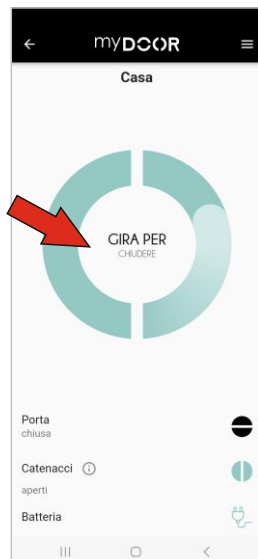 myDOOR
Casa
GIRA PER
CHIUDERE
Porta
chiusa
Catenacci
aperti
Batteria